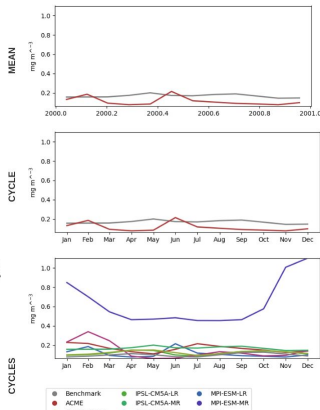 MEAN
mg m^-3
1.0
0.8
0.6
0.4
0.2
2000.0 2000.2 2000.4 2000.6 2000.8 2001.0
CYCLE
mg m^-3
1.0
0.8
0.6
0.4
0.2
Jan Feb Mar Apr May Jun Jul Aug Sep Oct Nov Dec
CYCLES
mg m^-3
1.0
0.8
0.6
0.4
0.2
Jan Feb Mar Apr May Jun Jul Aug Sep Oct Nov Dec
Benchmark IPSL-CM5A-LR MPI-ESM-LR
ACME IPSL-CM5A-MR MPI-ESM-MR